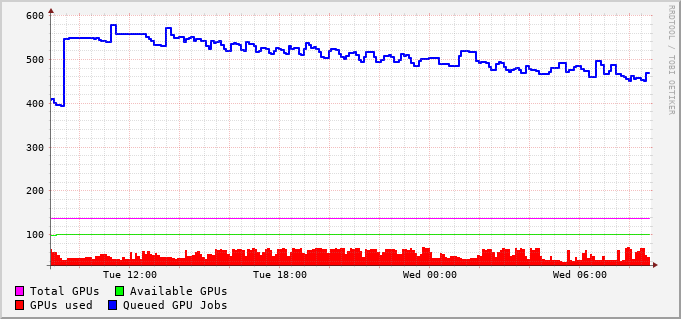 600
500
400
300
200
100
Tue 12:00 Tue 18:00 Wed 00:00 Wed 06:00
Total GPUs Available GPUs
GPUs used Queued GPU Jobs
RRDTOOL / TOBI OETIKER